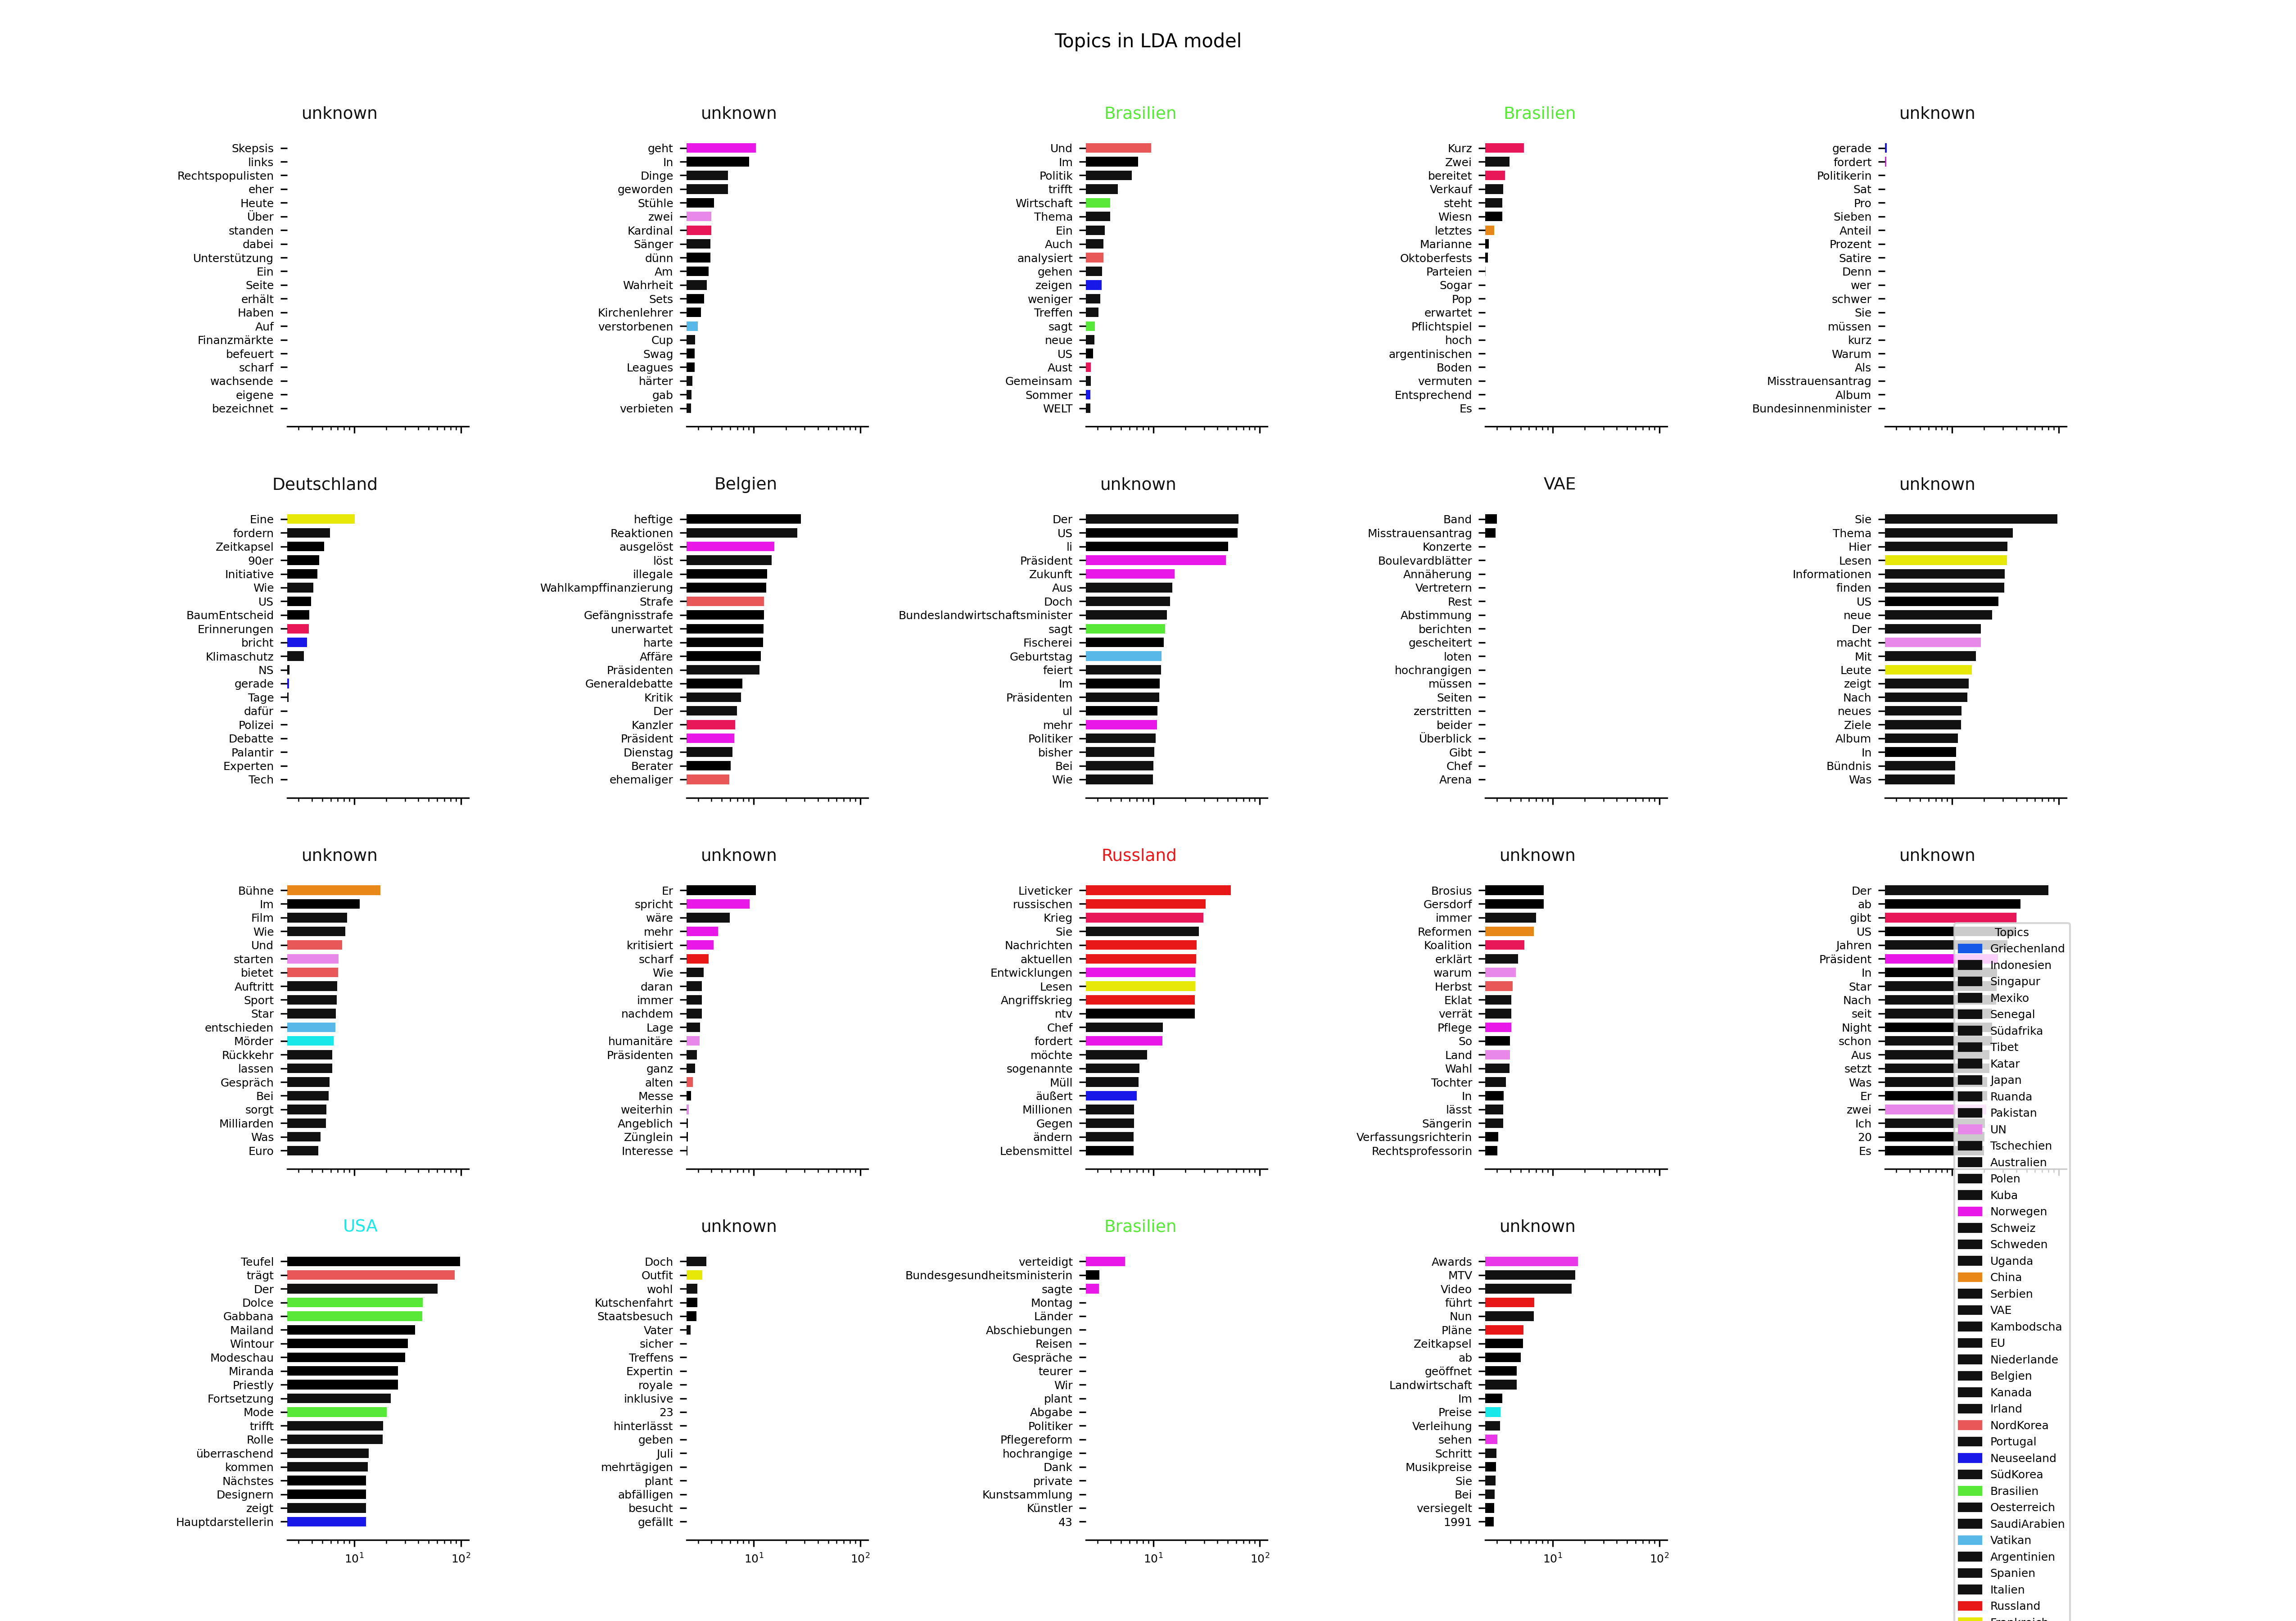 Topics in LDA model
unknown
Skepsis
links
Rechtspopulisten
eher
Heute
Über
standen
dabei
Unterstützung
Ein
Seite
erhält
Haben
Auf
Finanzmärkte
befeuert
scharf
wachsende
eigene
bezeichnet
unknown
geht
In
Dinge
geworden
Stühle
zwei
Kardinal
Sänger
dünn
Am
Wahrheit
Sets
Kirchenlehrer
verstorbenen
Cup
Swag
Leagues
härter
gab
verbieten
Brasilien
Und
Im
Politik
trifft
Wirtschaft
Thema
Ein
Auch
analysiert
gehen
zeigen
weniger
Treffen
sagt
neue
US
Aust
Gemeinsam
Sommer
WELT
Brasilien
Kurz
Zwei
bereitet
Verkauf
steht
Wiesn
letztes
Marianne
Oktoberfests
Parteien
Sogar
Pop
erwartet
Pflichtspiel
hoch
argentinischen
Boden
vermuten
Entsprechend
Es
unknown
gerade
fordert
Politikerin
Sat
Pro
Sieben
Anteil
Prozent
Satire
Denn
wer
schwer
Sie
müssen
kurz
Warum
Als
Misstrauensantrag
Album
Bundesinnenminister
Deutschland
Eine
fordern
Zeitkapsel
90er
Initiative
Wie
US
BaumEntscheid
Erinnerungen
bricht
Klimaschutz
NS
gerade
Tage
dafür
Polizei
Debatte
Palantir
Experten
Tech
Belgien
heftige
Reaktionen
ausgelöst
löst
illegale
Wahlkampffinanzierung
Strafe
Gefängnisstrafe
unerwartet
harte
Affäre
Präsidenten
Generaldebatte
Kritik
Der
Kanzler
Präsident
Dienstag
Berater
ehemaliger
unknown
Der
US
li
Präsident
Zukunft
Aus
Doch
Bundeslandwirtschaftsminister
sagt
Fischerei
Geburtstag
feiert
Im
Präsidenten
ul
mehr
Politiker
bisher
Bei
Wie
VAE
Band
Misstrauensantrag
Konzerte
Boulevardblätter
Annäherung
Vertretern
Rest
Abstimmung
berichten
gescheitert
loten
hochrangigen
müssen
Seiten
zerstritten
beider
Überblick
Gibt
Chef
Arena
unknown
Sie
Thema
Hier
Lesen
Informationen
finden
US
neue
Der
macht
Mit
Leute
zeigt
Nach
neues
Ziele
Album
In
Bündnis
Was
unknown
Bühne
Im
Film
Wie
Und
starten
bietet
Auftritt
Sport
Star
entschieden
Mörder
Rückkehr
lassen
Gespräch
Bei
sorgt
Milliarden
Was
Euro
unknown
Er
spricht
wäre
mehr
kritisiert
scharf
Wie
daran
immer
nachdem
Lage
humanitäre
Präsidenten
ganz
alten
Messe
weiterhin
Angeblich
Zünglein
Interesse
Russland
Liveticker
russischen
Krieg
Sie
Nachrichten
aktuellen
Entwicklungen
Lesen
Angriffskrieg
ntv
Chef
fordert
möchte
sogenannte
Müll
äußert
Millionen
Gegen
ändern
Lebensmittel
unknown
Brosius
Gersdorf
immer
Reformen
Koalition
erklärt
warum
Herbst
Eklat
verrät
Pflege
So
Land
Wahl
Tochter
In
lässt
Sängerin
Verfassungsrichterin
Rechtsprofessorin
unknown
Der
ab
gibt
US
Jahren
Präsident
In
Star
Nach
seit
Night
schon
Aus
setzt
Was
Er
zwei
Ich
20
Es
USA
Teufel
trägt
Der
Dolce
Gabbana
Mailand
Wintour
Modeschau
Miranda
Priestly
Fortsetzung
Mode
trifft
Rolle
überraschend
kommen
Nächstes
Designern
zeigt
Hauptdarstellerin
10¹ 10²
unknown
Doch
Outfit
wohl
Kutschenfahrt
Staatsbesuch
Vater
sicher
Treffens
Expertin
royale
inklusive
23
hinterlässt
geben
Juli
mehrtägigen
plant
abfälligen
besucht
gefällt
10¹ 10²
Brasilien
verteidigt
Bundesgesundheitsministerin
sagte
Montag
Länder
Abschiebungen
Reisen
Gespräche
teurer
Wir
plant
Abgabe
Politiker
Pflegereform
hochrangige
Dank
private
Kunstsammlung
Künstler
43
10¹ 10²
unknown
Awards
MTV
Video
führt
Nun
Pläne
Zeitkapsel
ab
geöffnet
Landwirtschaft
Im
Preise
Verleihung
sehen
Schritt
Musikpreise
Sie
Bei
versiegelt
1991
10¹ 10²
Topics
Griechenland
Indonesien
Singapur
Mexiko
Senegal
Südafrika
Tibet
Katar
Japan
Ruanda
Pakistan
UN
Tschechien
Australien
Polen
Kuba
Norwegen
Schweiz
Schweden
Uganda
China
Serbien
VAE
Kambodscha
EU
Niederlande
Belgien
Kanada
Irland
NordKorea
Portugal
Neuseeland
SüdKorea
Brasilien
Oesterreich
SaudiArabien
Vatikan
Argentinien
Spanien
Italien
Russland